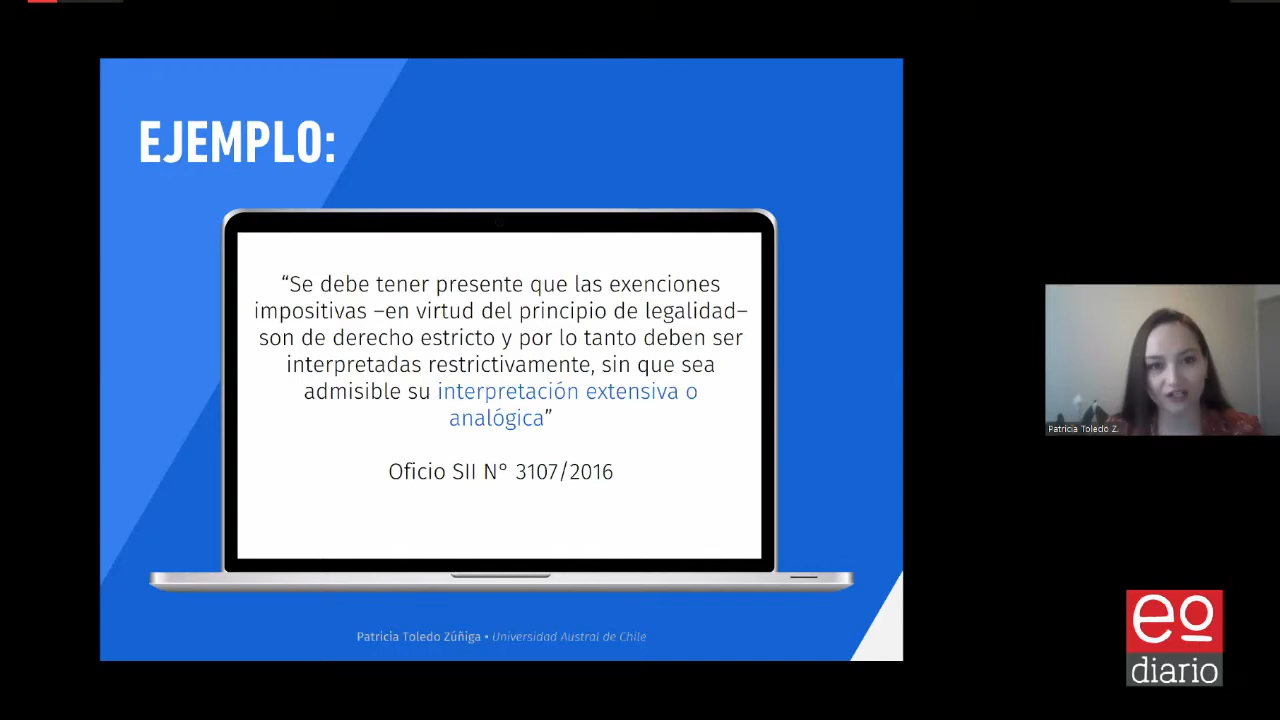 EJEMPLO:
“Se debe tener presente que las exenciones
impositivas –en virtud del principio de legalidad–
son de derecho estricto y por lo tanto deben ser
interpretadas restrictivamente, sin que sea
admisible su interpretación extensiva o
analógica”
Oficio SII N° 3107/2016
Patricia Toledo Zúñiga • Universidad Austral de Chile
Patricia Toledo Z.
eo
diario